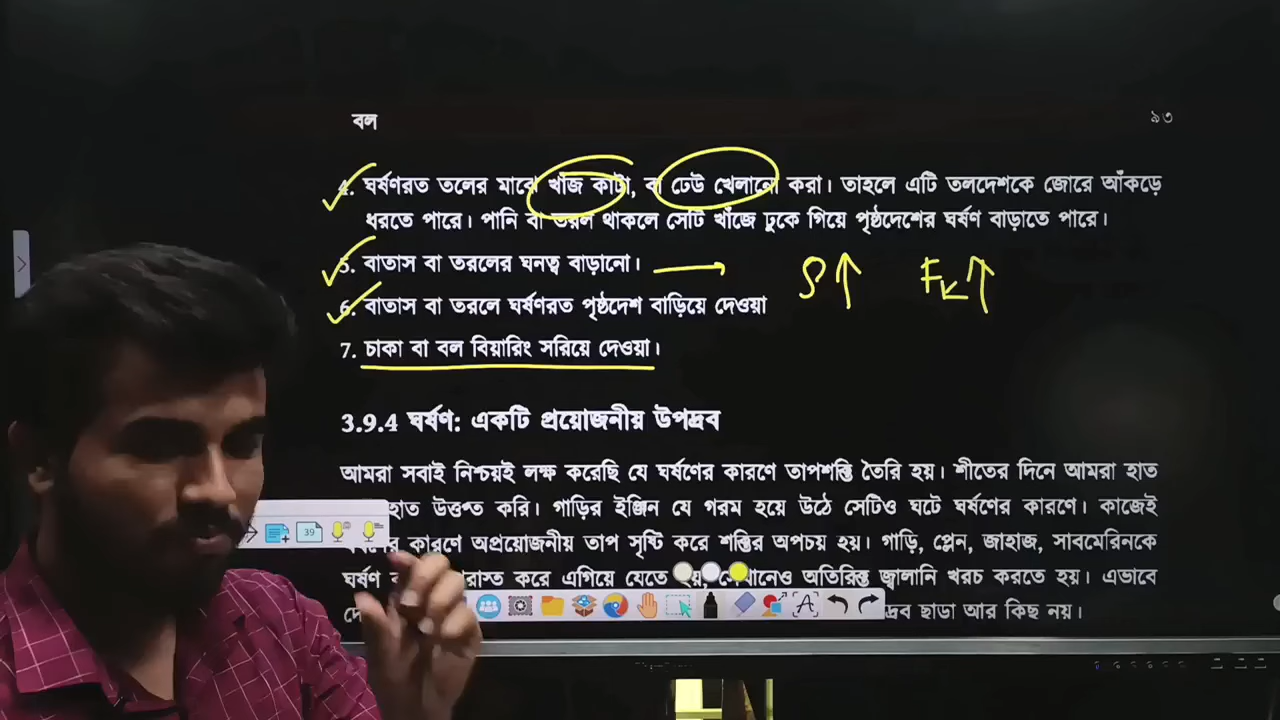 বল
৯৩
4. ঘর্ষণরত তলের মাঝে খাঁজ কাটা, বা ঢেউ খেলানো করা। তাহলে এটি তলদেশকে জোরে আঁকড়ে
ধরতে পারে। পানি বা তরল থাকলে সেটি খাঁজে ঢুকে গিয়ে পৃষ্ঠদেশের ঘর্ষণ বাড়াতে পারে।
5. বাতাস বা তরলের ঘনত্ব বাড়ানো। → ρ↑ Fk↑
6. বাতাস বা তরলে ঘর্ষণরত পৃষ্ঠদেশ বাড়িয়ে দেওয়া
7. চাকা বা বল বিয়ারিং সরিয়ে দেওয়া।
3.9.4 ঘর্ষণ: একটি প্রয়োজনীয় উপদ্রব
আমরা সবাই নিশ্চয়ই লক্ষ করেছি যে ঘর্ষণের কারণে তাপশক্তি তৈরি হয়। শীতের দিনে আমরা হাত
হাত উত্তপ্ত করি। গাড়ির ইঞ্জিন যে গরম হয়ে উঠে সেটিও ঘটে ঘর্ষণের কারণে। কাজেই
কারণে অপ্রয়োজনীয় তাপ সৃষ্টি করে শক্তির অপচয় হয়। গাড়ি, প্লেন, জাহাজ, সাবমেরিনকে
ঘর্ষণ করে এগিয়ে যেতে হয়, অতিরিক্ত জ্বালানি খরচ করতে হয়। এভাবে
ছাড়া আর কিছু নয়।
39
A